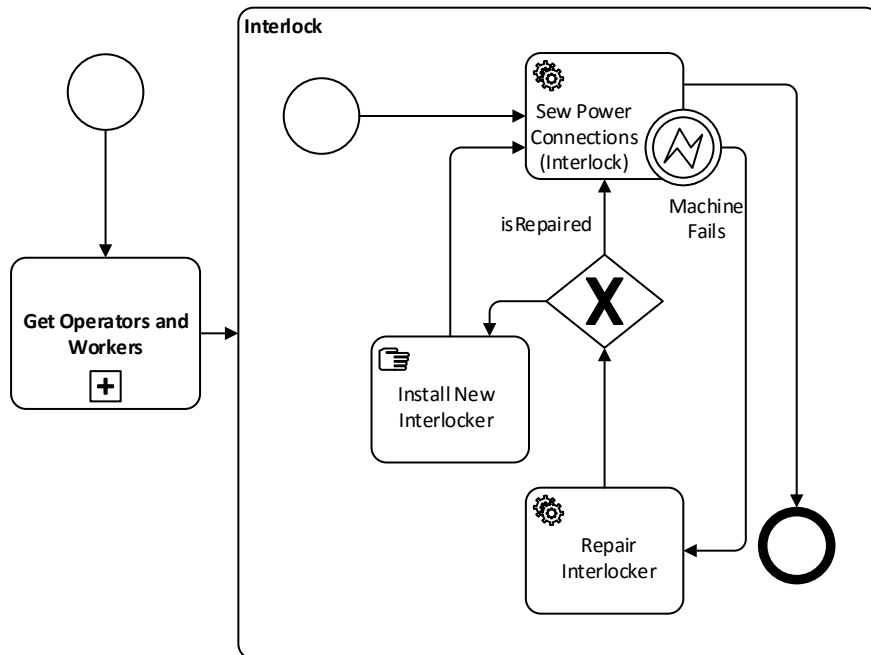 Interlock
Sew Power
Connections
(Interlock)
Machine
Fails
isRepaired
X
Get Operators and
Workers
Install New
Interlocker
Repair
Interlocker